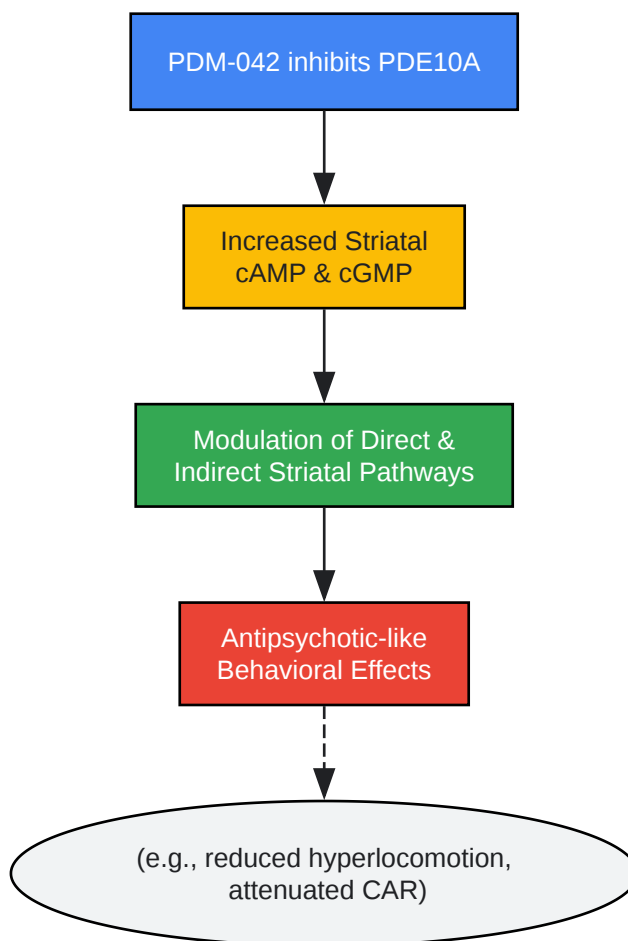 PDM-042 inhibits PDE10A
Increased Striatal
cAMP & cGMP
Modulation of Direct &
Indirect Striatal Pathways
Antipsychotic-like
Behavioral Effects
(e.g., reduced hyperlocomotion,
attenuated CAR)